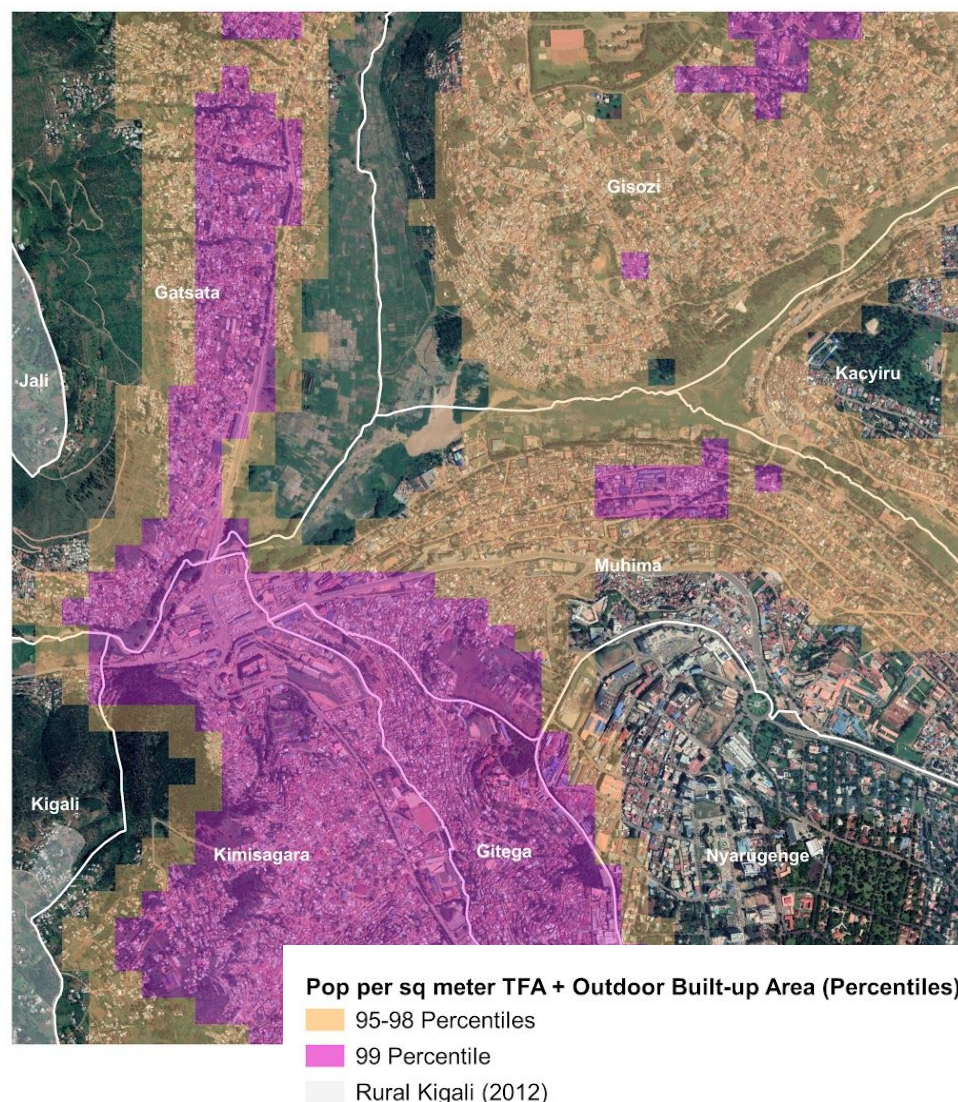 Gisozi
Gatsata
Jali
Kacyiru
Muhima
Kigali
Kimisagara
Gitega
Nyarugenge
Pop per sq meter TFA + Outdoor Built-up Area (Percentiles)
95-98 Percentiles
99 Percentile
Rural Kigali (2012)